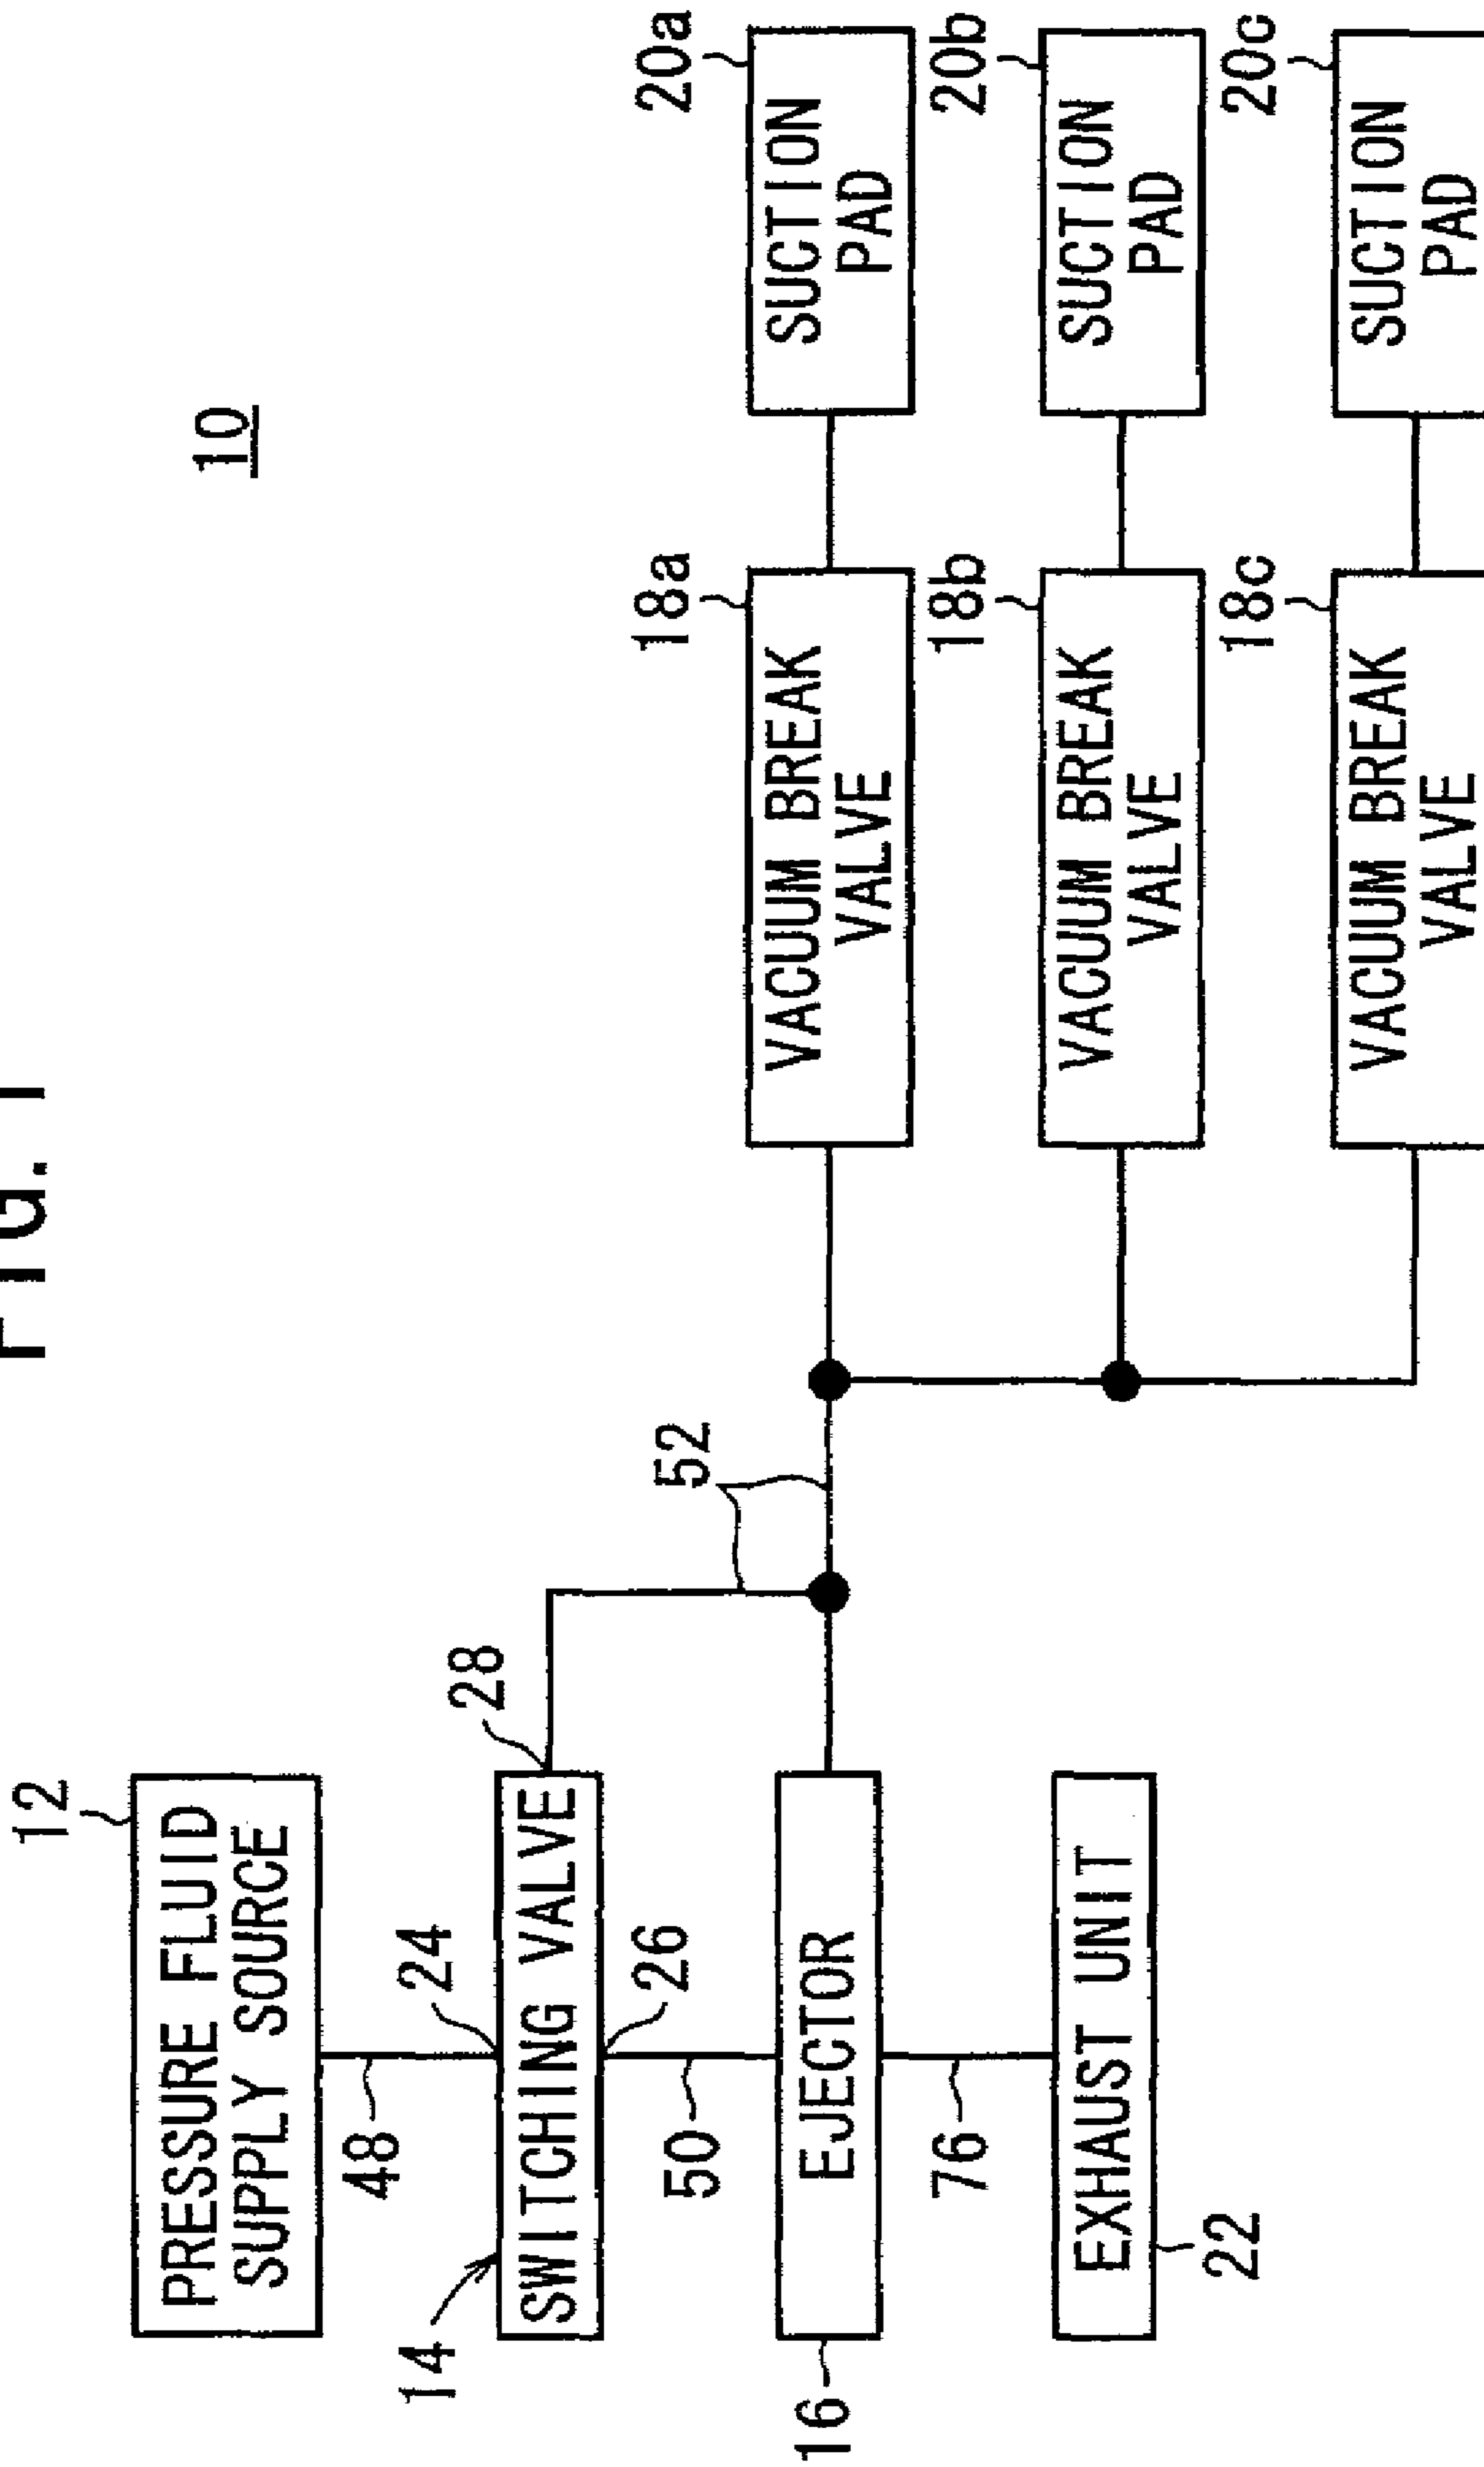 FIG. 1
10
12
PRESSURE FLUID
SUPPLY SOURCE
48
24
14
SWITCHING VALVE
28
26
50
52
16
EJECTOR
76
EXHAUST UNIT
22
18a
VACUUM BREAK
VALVE
20a
SUCTION
PAD
18b
VACUUM BREAK
VALVE
20b
SUCTION
PAD
18c
VACUUM BREAK
VALVE
20c
SUCTION
PAD